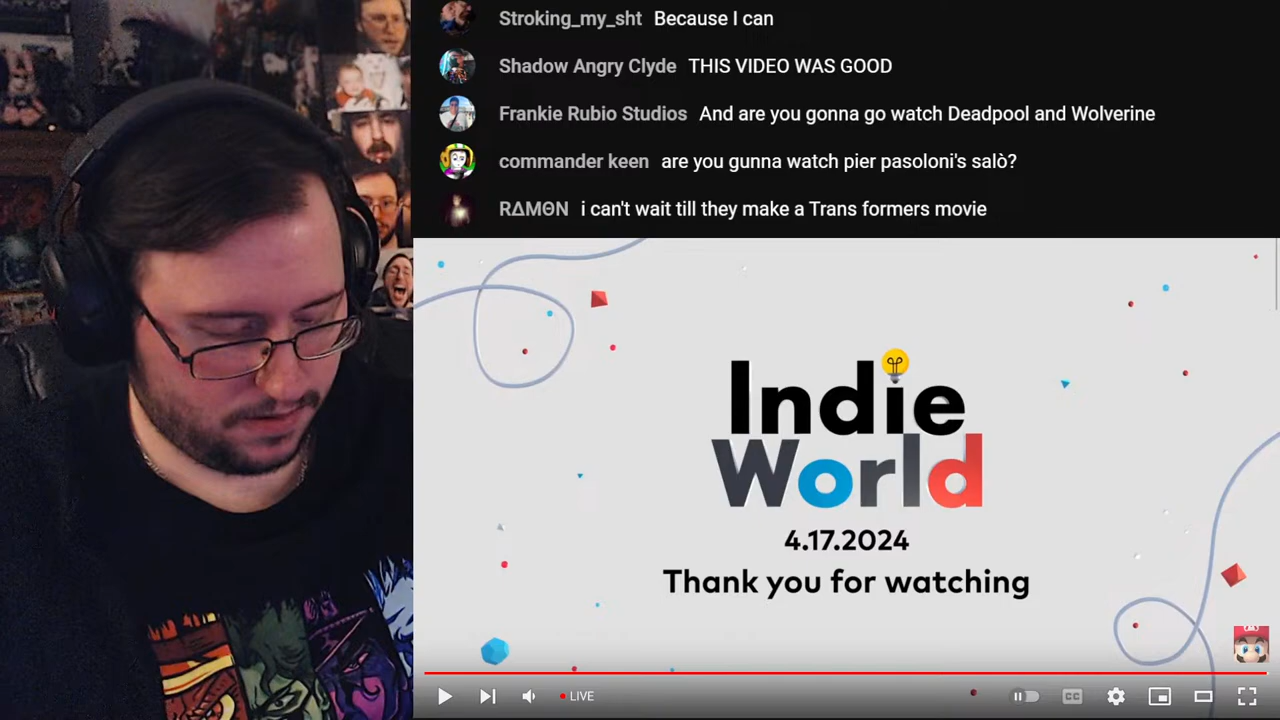 Stroking_my_sht Because I can
Shadow Angry Clyde THIS VIDEO WAS GOOD
Frankie Rubio Studios And are you gonna go watch Deadpool and Wolverine
commander keen are you gunna watch pier pasoloni's salò?
RΔMΘN i can't wait till they make a Trans formers movie
Indie
World
4.17.2024
Thank you for watching
LIVE
CC